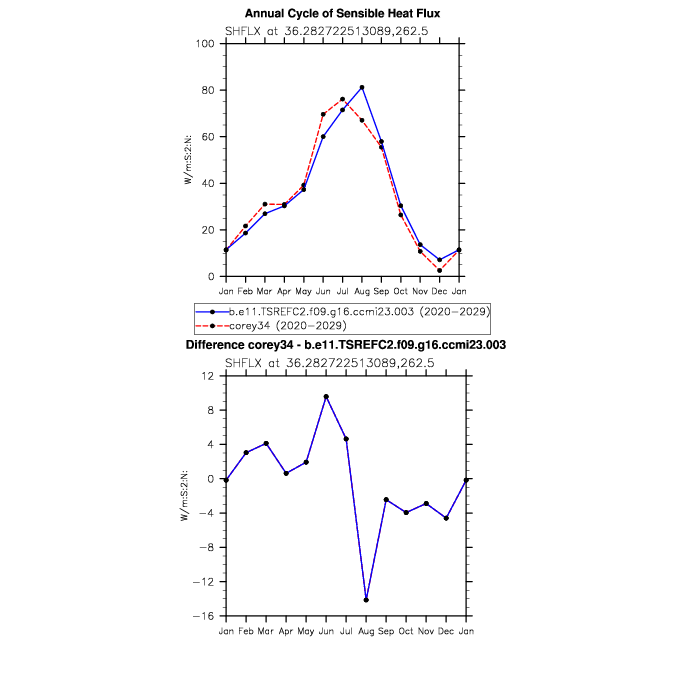 Annual Cycle of Sensible Heat Flux
SHFLX at 36.282722513089,262.5
100
80
60
40
20
0
W/m:S:2:N:
Jan Feb Mar Apr May Jun Jul Aug Sep Oct Nov Dec Jan
b.e11.TSREFC2.f09.g16.ccmi23.003 (2020-2029)
corey34 (2020-2029)
Difference corey34 - b.e11.TSREFC2.f09.g16.ccmi23.003
SHFLX at 36.282722513089,262.5
12
8
4
0
-4
-8
-12
-16
W/m:S:2:N:
Jan Feb Mar Apr May Jun Jul Aug Sep Oct Nov Dec Jan